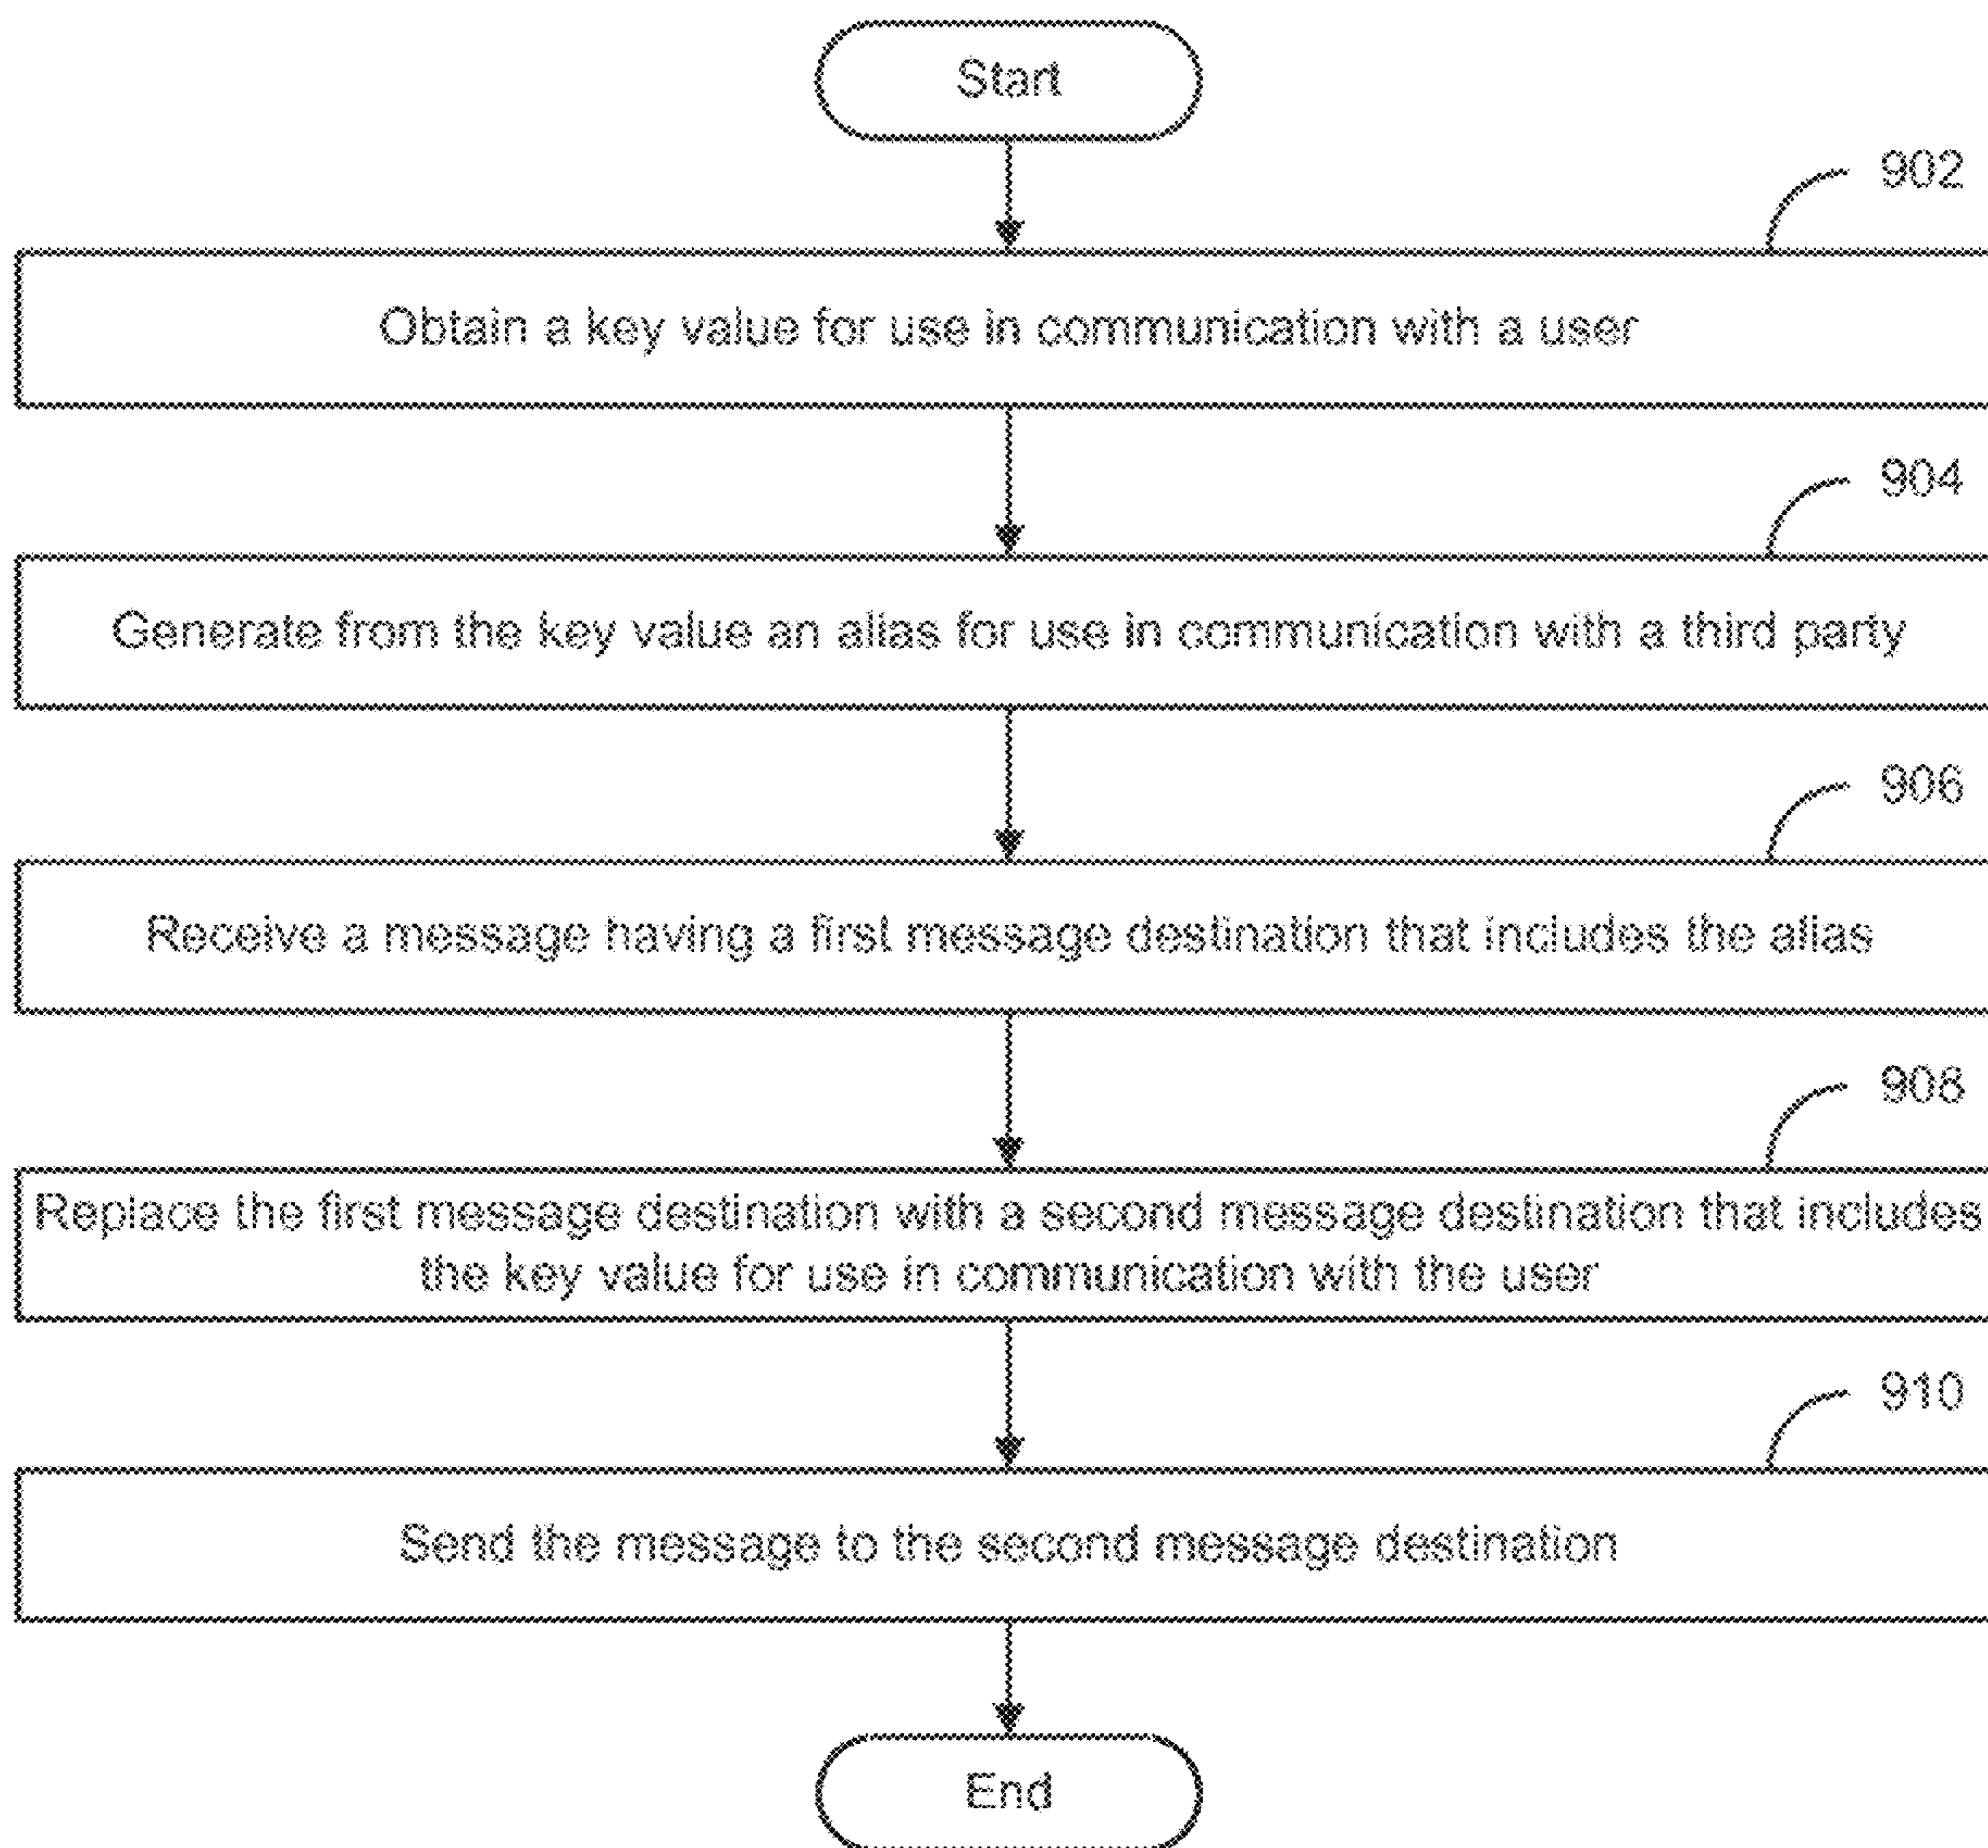 Start
902
Obtain a key value for use in communication with a user
904
Generate from the key value an alias for use in communication with a third party
906
Receive a message having a first message destination that includes the alias
908
Replace the first message destination with a second message destination that includes
the key value for use in communication with the user
910
Send the message to the second message destination
End